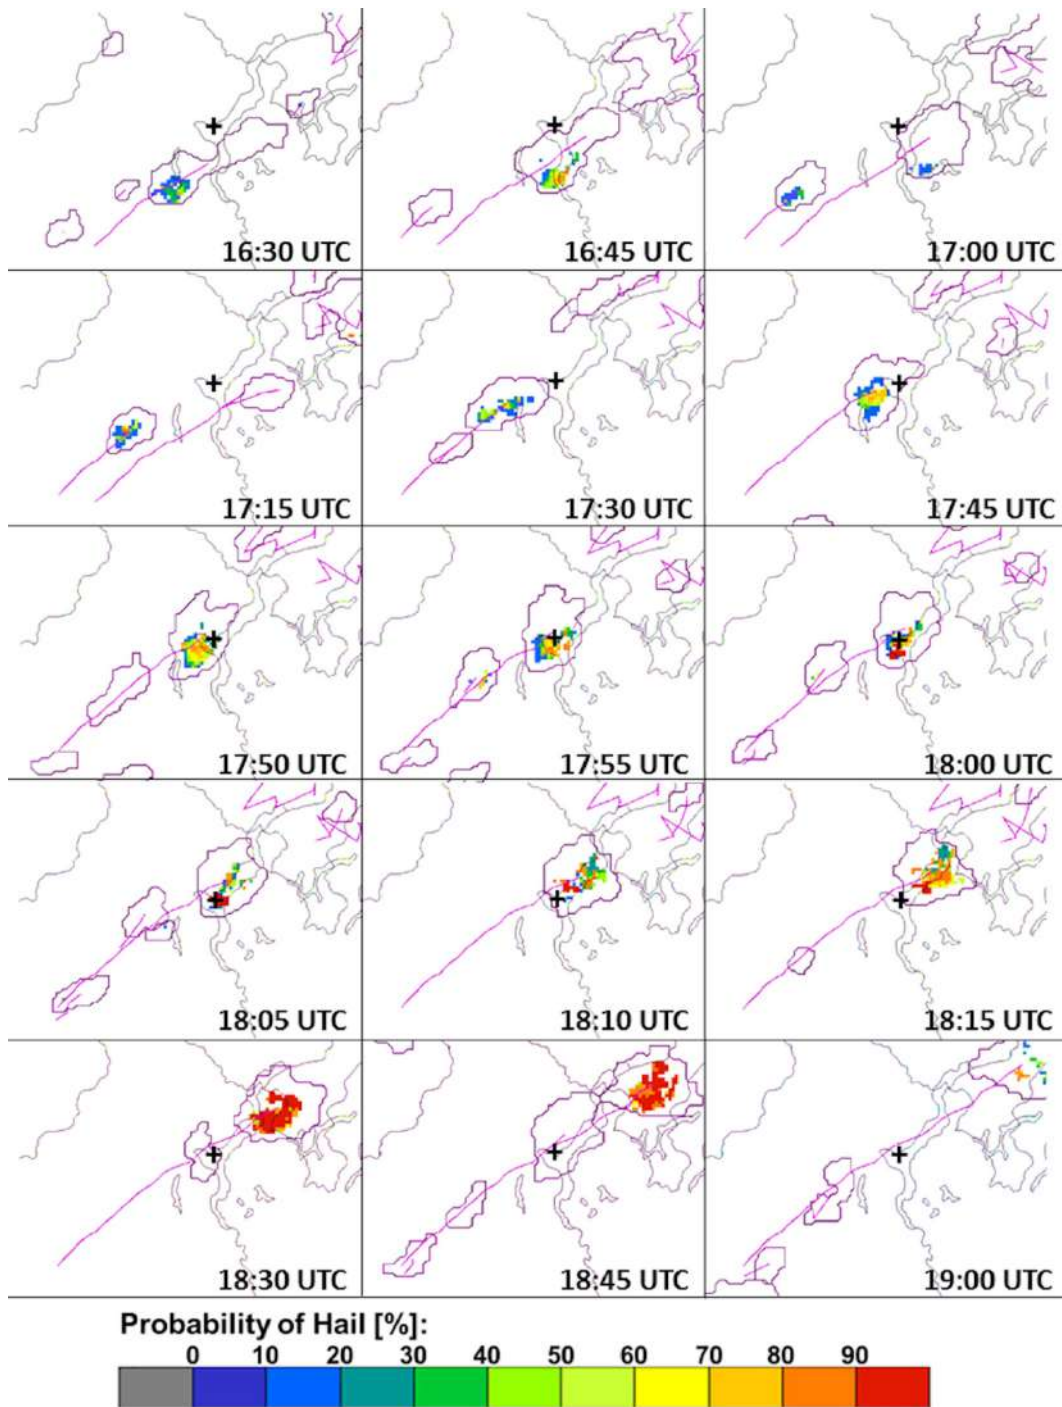 16:30 UTC
16:45 UTC
17:00 UTC
17:15 UTC
17:30 UTC
17:45 UTC
17:50 UTC
17:55 UTC
18:00 UTC
18:05 UTC
18:10 UTC
18:15 UTC
18:30 UTC
18:45 UTC
19:00 UTC
Probability of Hail [%]:
0 10 20 30 40 50 60 70 80 90